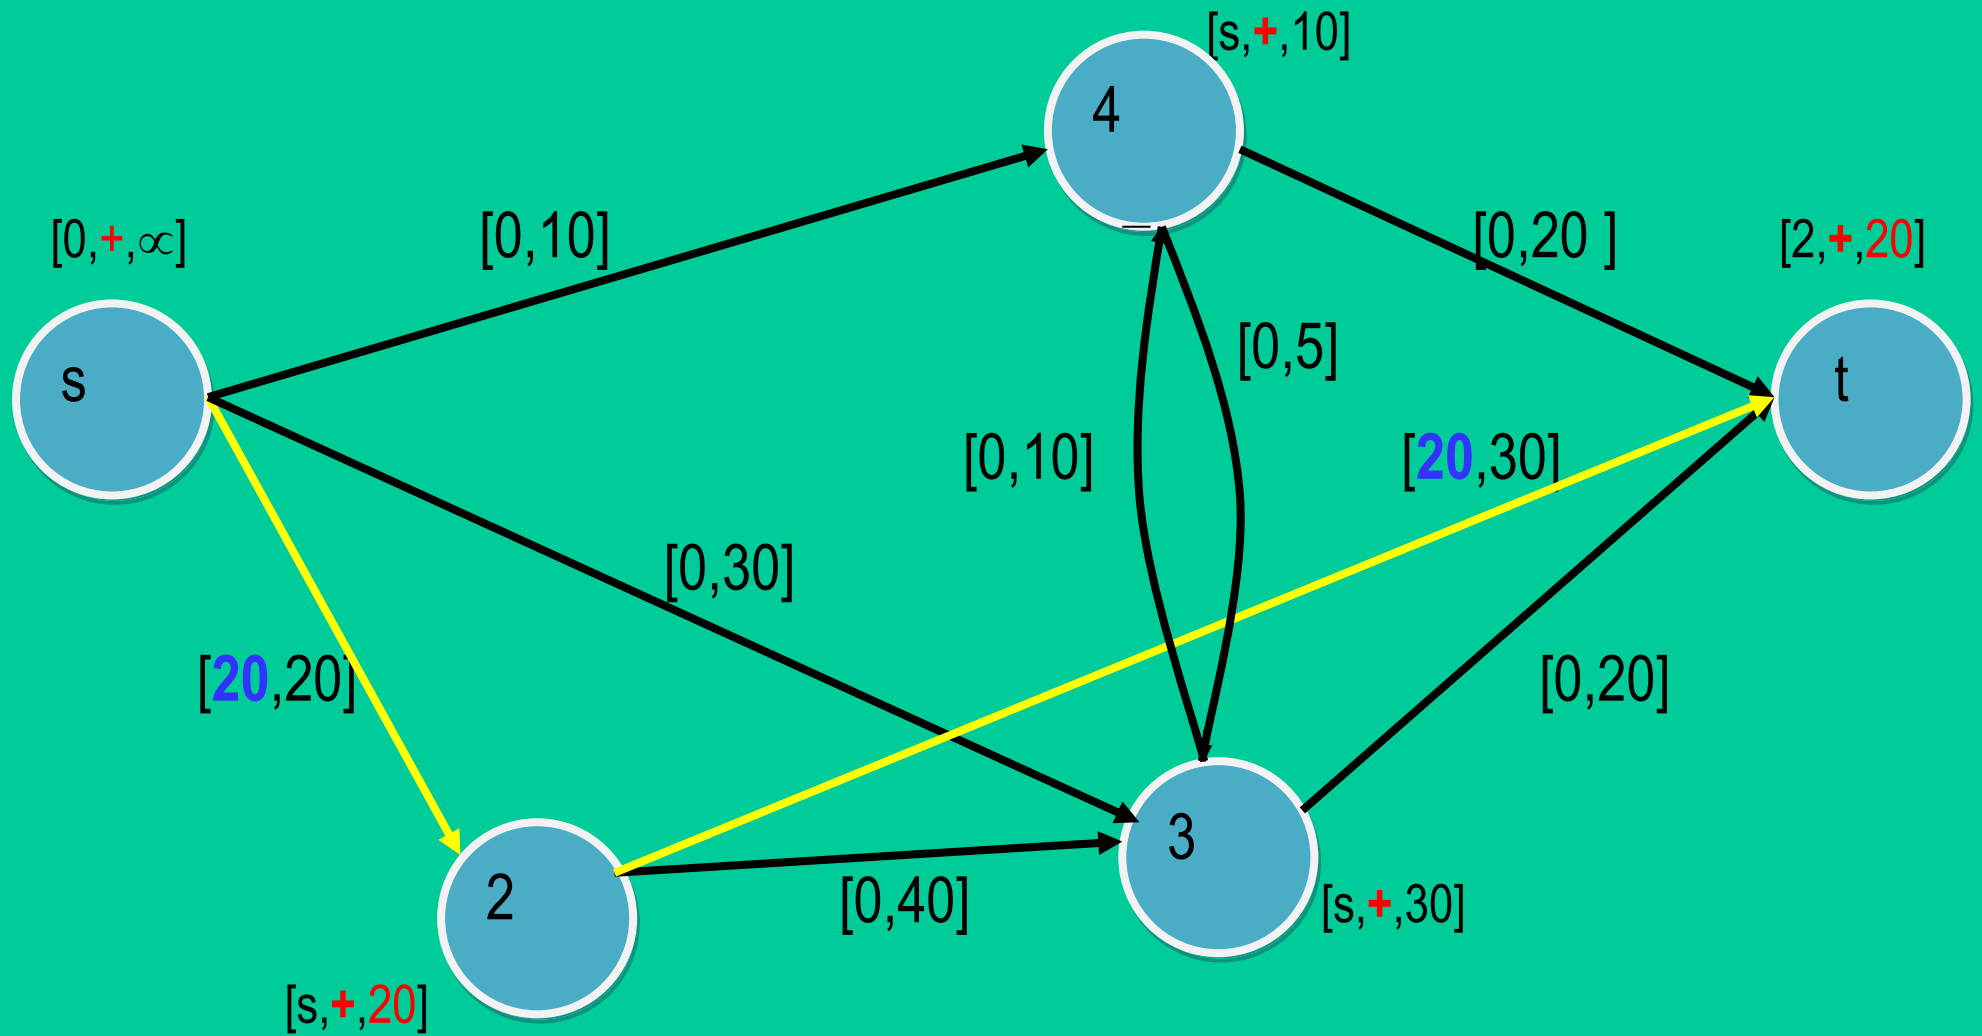 [s,+,10]
4
[0,+,∝]
[0,10]
[0,20 ]
[2,+,20]
s
[0,5]
t
[0,10]
[20,30]
[0,30]
[20,20]
[0,20]
3
2
[0,40]
[s,+,30]
[s,+,20]